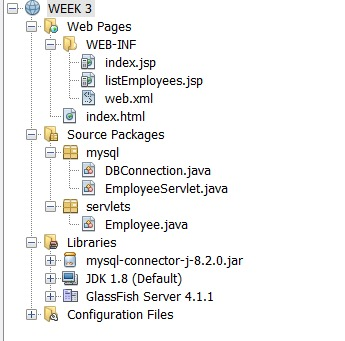 WEEK 3
Web Pages
WEB-INF
index.jsp
listEmployees.jsp
web.xml
index.html
Source Packages
mysql
DBConnection.java
EmployeeServlet.java
servlets
Employee.java
Libraries
mysql-connector-j-8.2.0.jar
JDK 1.8 (Default)
GlassFish Server 4.1.1
Configuration Files